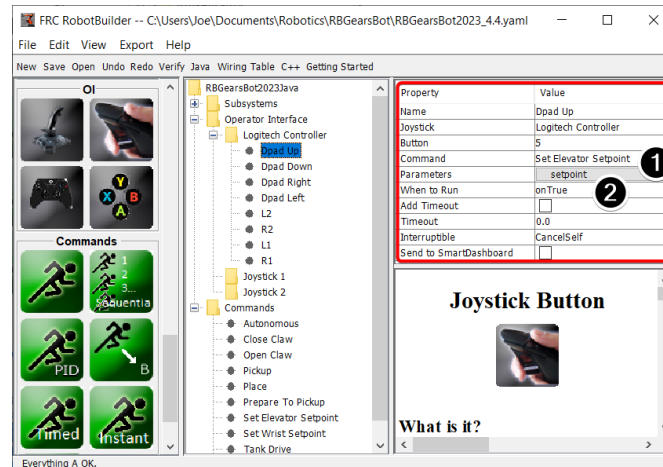 FRC RobotBuilder -- C:\Users\Joe\Documents\Robotics\RBGearsBot\RBGearsBot2023_4.4.yaml
File Edit View Export Help
New Save Open Undo Redo Verify Java Wiring Table C++ Getting Started
OI
Y
X B
A
Commands
1
2
3...
Sequentia
PID
B
Timed
Instant
RBGearsBot2023Java
Subsystems
Operator Interface
Logitech Controller
Dpad Up
Dpad Down
Dpad Right
Dpad Left
L2
R2
L1
R1
Joystick 1
Joystick 2
Commands
Autonomous
Close Claw
Open Claw
Pickup
Place
Prepare To Pickup
Set Elevator Setpoint
Set Wrist Setpoint
Tank Drive
Property Value
Name Dpad Up
Joystick Logitech Controller
Button 5
Command Set Elevator Setpoint 1
Parameters setpoint
When to Run onTrue 2
Add Timeout
Timeout 0.0
Interruptible CancelSelf
Send to SmartDashboard
Joystick Button
What is it?
Everything A OK.